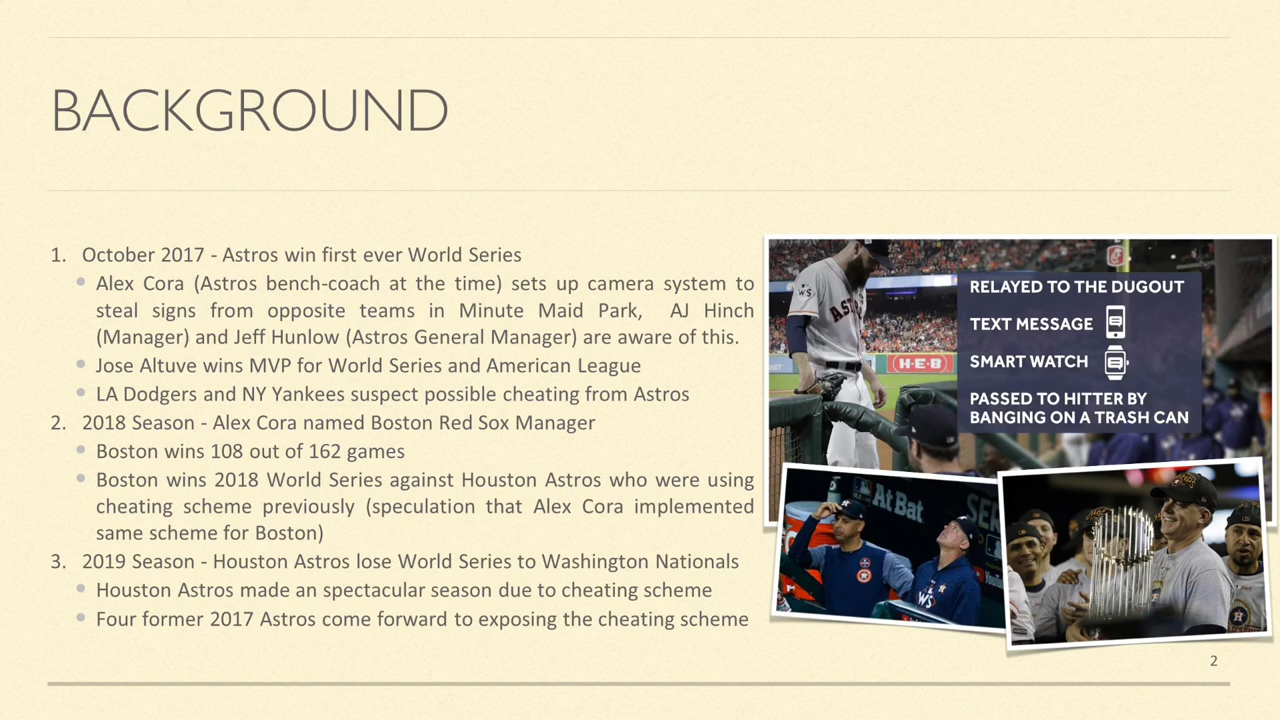 BACKGROUND
1. October 2017 - Astros win first ever World Series
• Alex Cora (Astros bench-coach at the time) sets up camera system to
steal signs from opposite teams in Minute Maid Park, AJ Hinch
(Manager) and Jeff Hunlow (Astros General Manager) are aware of this.
• Jose Altuve wins MVP for World Series and American League
• LA Dodgers and NY Yankees suspect possible cheating from Astros
2. 2018 Season - Alex Cora named Boston Red Sox Manager
• Boston wins 108 out of 162 games
• Boston wins 2018 World Series against Houston Astros who were using
cheating scheme previously (speculation that Alex Cora implemented
same scheme for Boston)
3. 2019 Season - Houston Astros lose World Series to Washington Nationals
• Houston Astros made an spectacular season due to cheating scheme
• Four former 2017 Astros come forward to exposing the cheating scheme
WS
AS
H-E-B
RELAYED TO THE DUGOUT
TEXT MESSAGE
SMART WATCH
PASSED TO HITTER BY
BANGING ON A TRASH CAN
At Bat
SER
WS
2